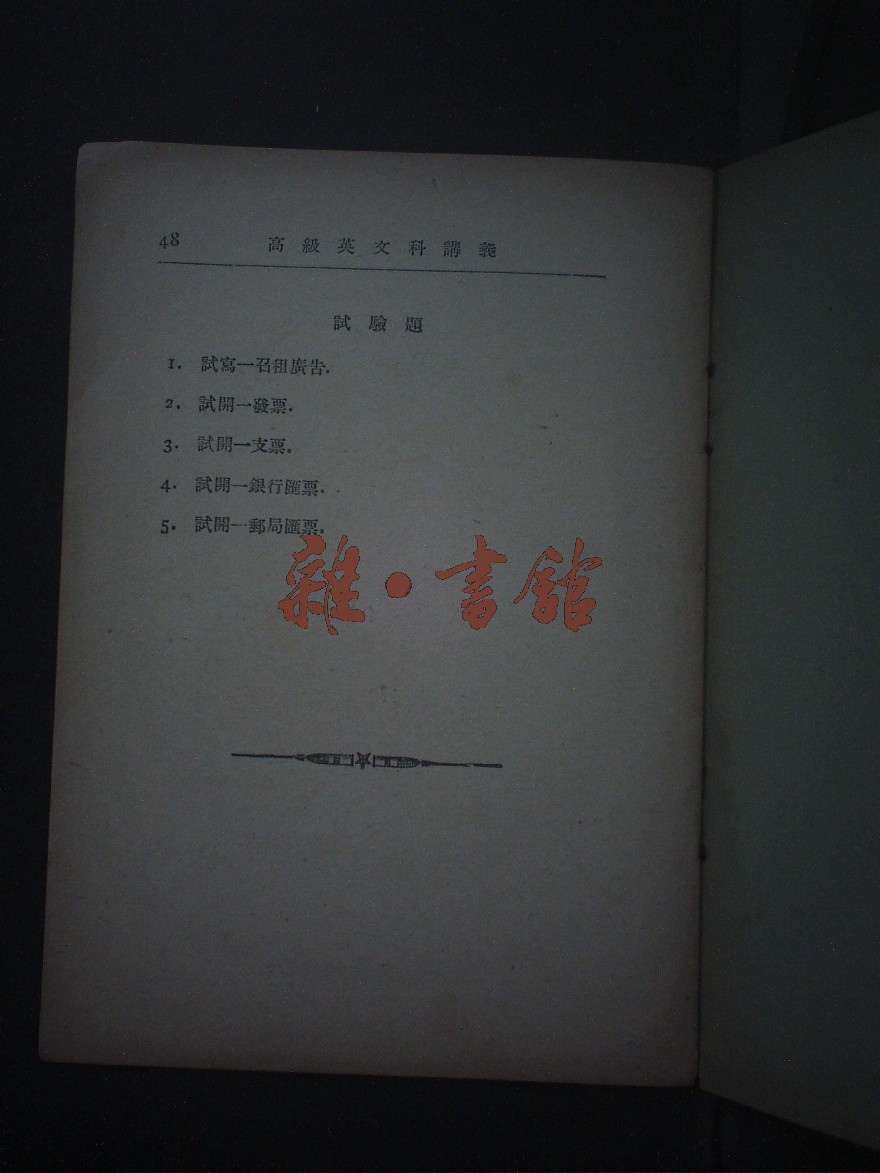 48 高級英文科講義
試驗題
1. 試寫一召租廣告.
2. 試開一發票.
3. 試開一支票.
4. 試開一銀行匯票.
5. 試開一郵局匯票.
雜·書館